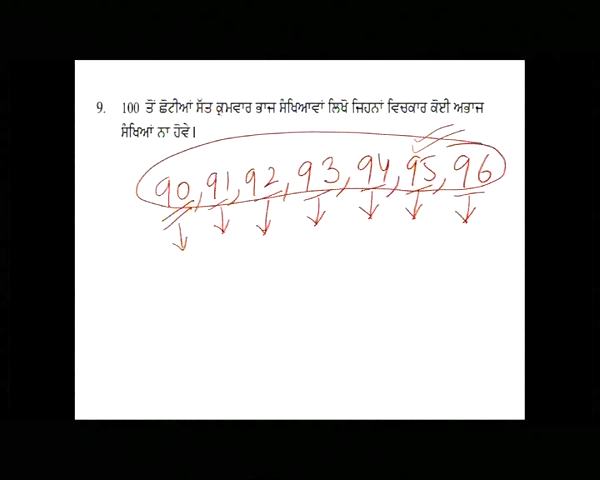 9. 100 ਤੋਂ ਛੋਟੀਆਂ ਸੱਤ ਕ੍ਰਮਵਾਰ ਭਾਜ ਸੰਖਿਆਵਾਂ ਲਿਖੋ ਜਿਹਨਾਂ ਵਿਚਕਾਰ ਕੋਈ ਅਭਾਜ
ਸੰਖਿਆਂ ਨਾ ਹੋਵੇ।
90, 91, 92, 93, 94, 95, 96